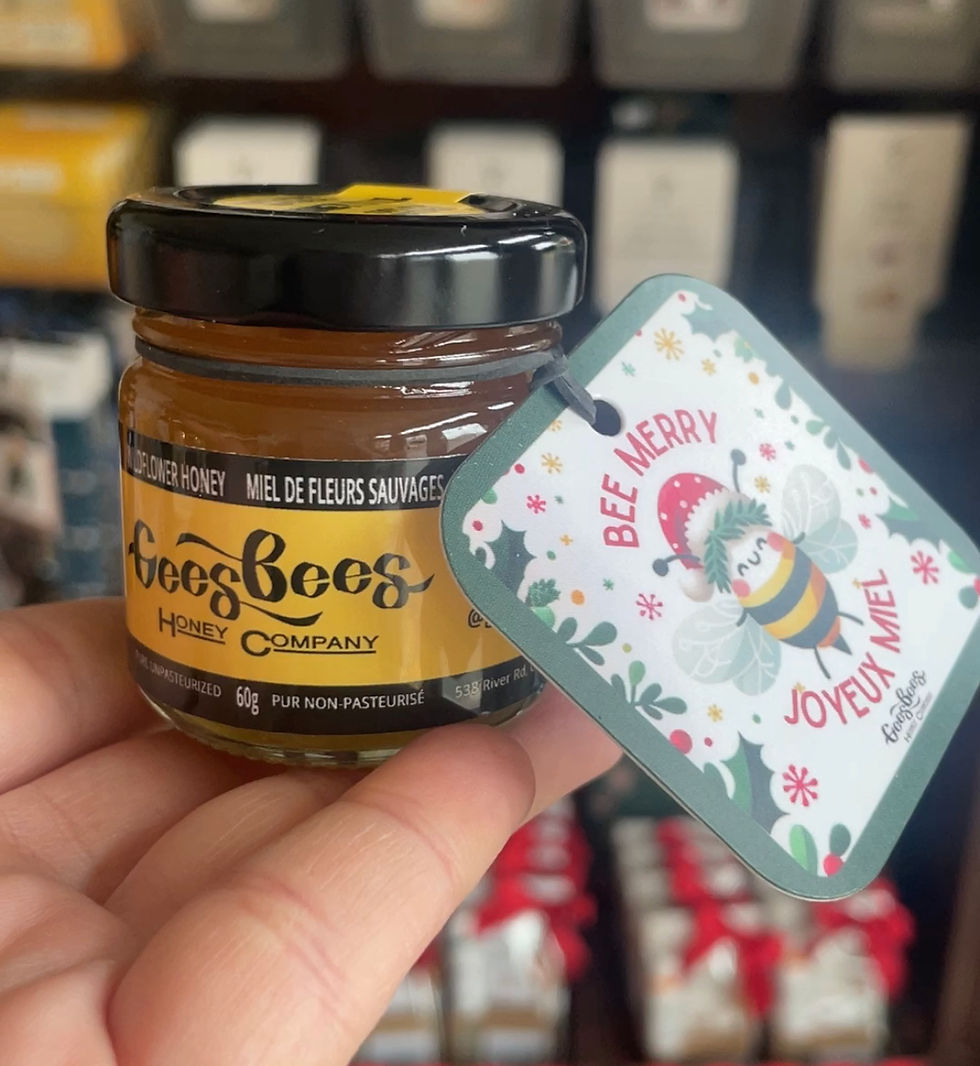 WILDFLOWER HONEY MIEL DE FLEURS SAUVAGES
GeesBees
HONEY COMPANY
UNPASTEURIZED 60g PUR NON-PASTEURISÉ 538 River Rd.
BEE MERRY
JOYEUX MIEL
GeesBees